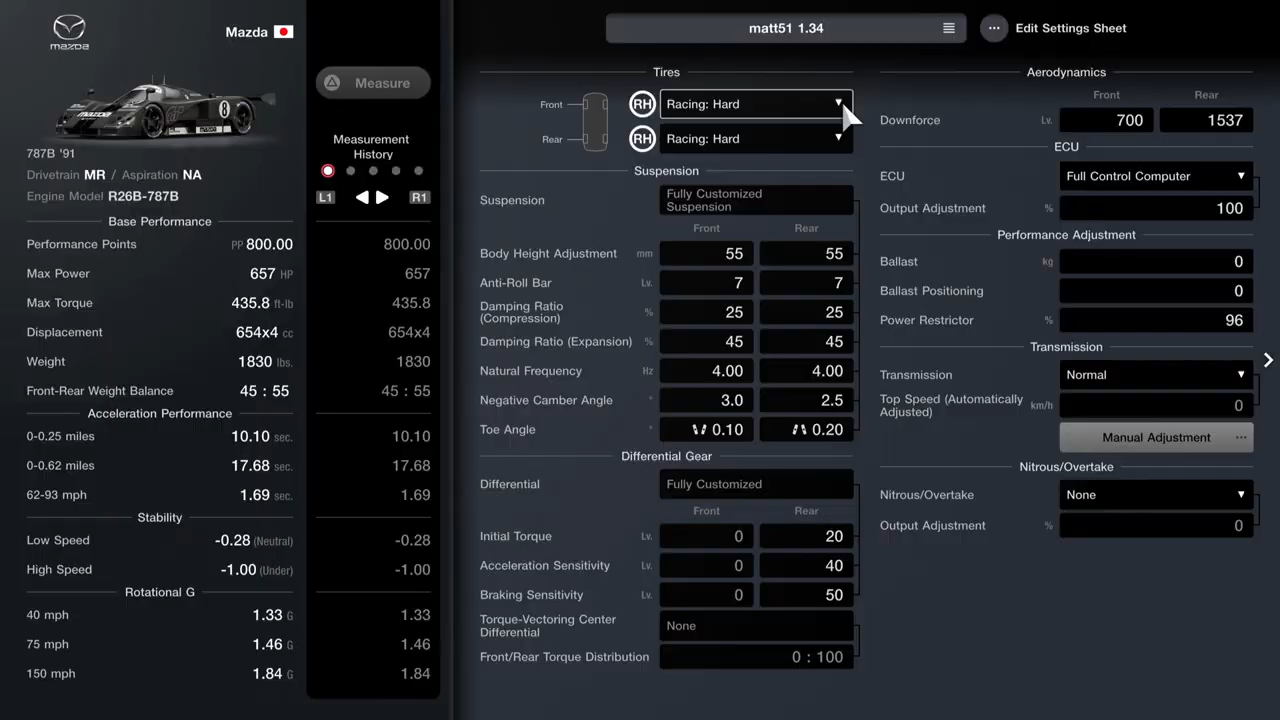 mazda
Mazda
8
787B '91
Drivetrain MR / Aspiration NA
Engine Model R26B-787B
Base Performance
Performance Points PP 800.00
Max Power 657 HP
Max Torque 435.8 ft-lb
Displacement 654x4 cc
Weight 1830 lbs.
Front-Rear Weight Balance 45 : 55
Acceleration Performance
0-0.25 miles 10.10 sec.
0-0.62 miles 17.68 sec.
62-93 mph 1.69 sec.
Stability
Low Speed -0.28 (Neutral)
High Speed -1.00 (Under)
Rotational G
40 mph 1.33 G
75 mph 1.46 G
150 mph 1.84 G
Measure
Measurement
History
L1 R1
800.00
657
435.8
654x4
1830
45 : 55
10.10
17.68
1.69
-0.28
-1.00
1.33
1.46
1.84
matt51 1.34
Edit Settings Sheet
Tires
Front RH Racing: Hard
Rear RH Racing: Hard
Suspension
Suspension Fully Customized
Suspension
Front Rear
Body Height Adjustment mm 55 55
Anti-Roll Bar Lv. 7 7
Damping Ratio
(Compression) % 25 25
Damping Ratio (Expansion) % 45 45
Natural Frequency Hz 4.00 4.00
Negative Camber Angle ° 3.0 2.5
Toe Angle ° 0.10 0.20
Differential Gear
Differential Fully Customized
Front Rear
Initial Torque Lv. 0 20
Acceleration Sensitivity Lv. 0 40
Braking Sensitivity Lv. 0 50
Torque-Vectoring Center
Differential None
Front/Rear Torque Distribution 0 : 100
Aerodynamics
Front Rear
Downforce Lv. 700 1537
ECU
ECU Full Control Computer
Output Adjustment % 100
Performance Adjustment
Ballast kg 0
Ballast Positioning 0
Power Restrictor % 96
Transmission
Transmission Normal
Top Speed (Automatically
Adjusted) km/h 0
Manual Adjustment
Nitrous/Overtake
Nitrous/Overtake None
Output Adjustment % 0